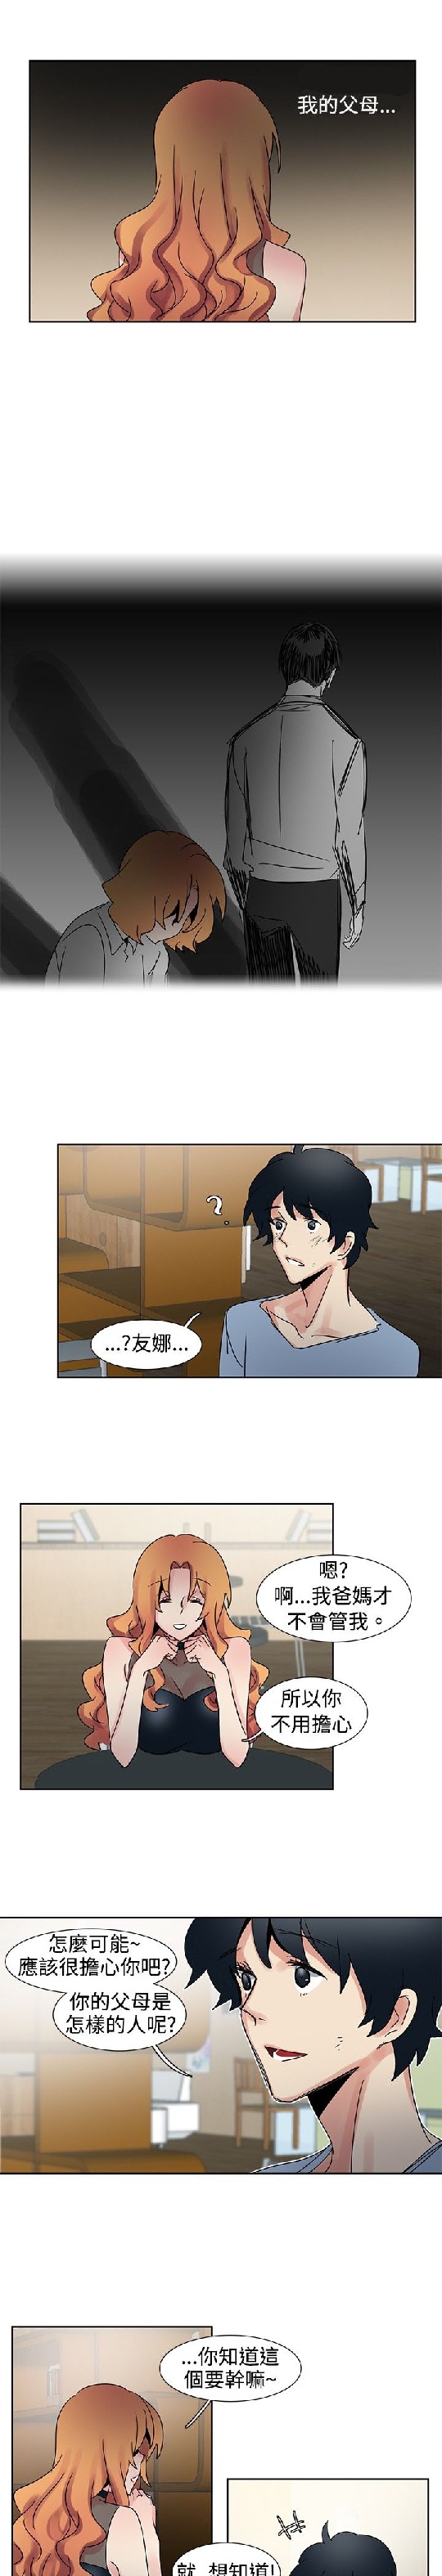 我的父母...
?
...?友娜...
嗯?
啊...我爸媽才
不會管我。
所以你
不用擔心
怎麼可能~
應該很擔心你吧?
你的父母是
怎樣的人呢?
...你知道這
個要幹嘛~
就...想知道!